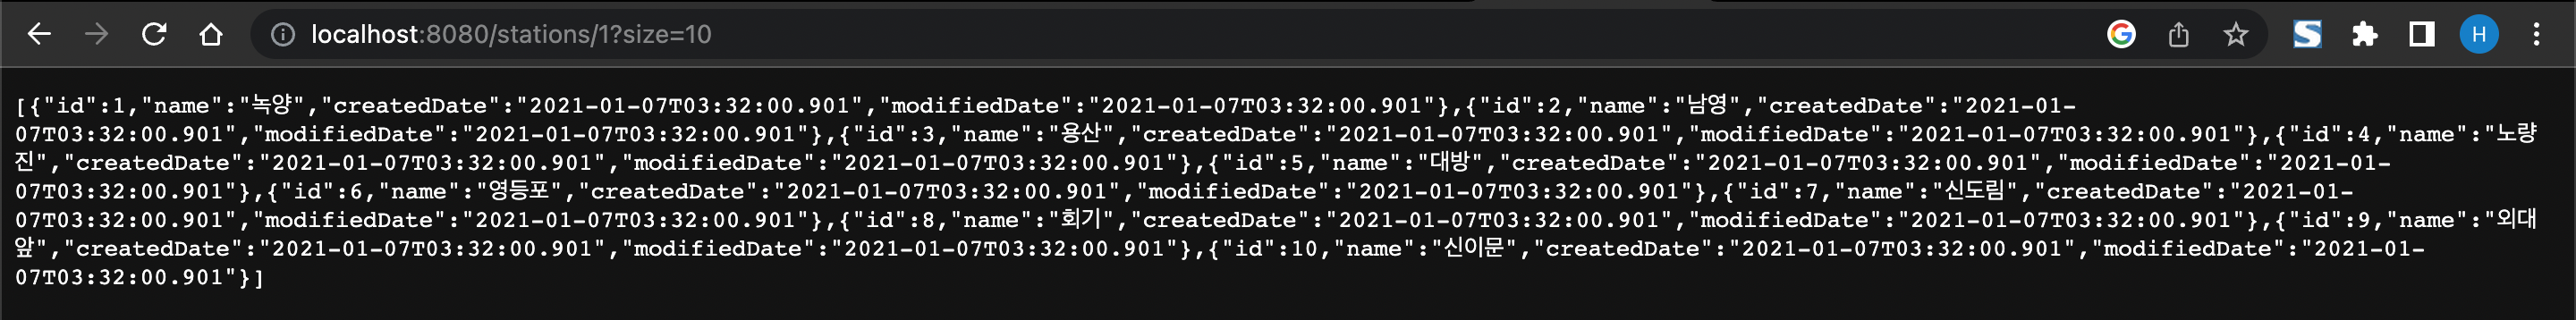 localhost:8080/stations/1?size=10
H
[{"id":1,"name":"녹양","createdDate":"2021-01-07T03:32:00.901","modifiedDate":"2021-01-07T03:32:00.901"},{"id":2,"name":"남영","createdDate":"2021-01-
07T03:32:00.901","modifiedDate":"2021-01-07T03:32:00.901"},{"id":3,"name":"용산","createdDate":"2021-01-07T03:32:00.901","modifiedDate":"2021-01-07T03:32:00.901"},{"id":4,"name":"노량
진","createdDate":"2021-01-07T03:32:00.901","modifiedDate":"2021-01-07T03:32:00.901"},{"id":5,"name":"대방","createdDate":"2021-01-07T03:32:00.901","modifiedDate":"2021-01-
07T03:32:00.901"},{"id":6,"name":"영등포","createdDate":"2021-01-07T03:32:00.901","modifiedDate":"2021-01-07T03:32:00.901"},{"id":7,"name":"신도림","createdDate":"2021-01-
07T03:32:00.901","modifiedDate":"2021-01-07T03:32:00.901"},{"id":8,"name":"회기","createdDate":"2021-01-07T03:32:00.901","modifiedDate":"2021-01-07T03:32:00.901"},{"id":9,"name":"외대
앞","createdDate":"2021-01-07T03:32:00.901","modifiedDate":"2021-01-07T03:32:00.901"},{"id":10,"name":"신이문","createdDate":"2021-01-07T03:32:00.901","modifiedDate":"2021-01-
07T03:32:00.901"}]